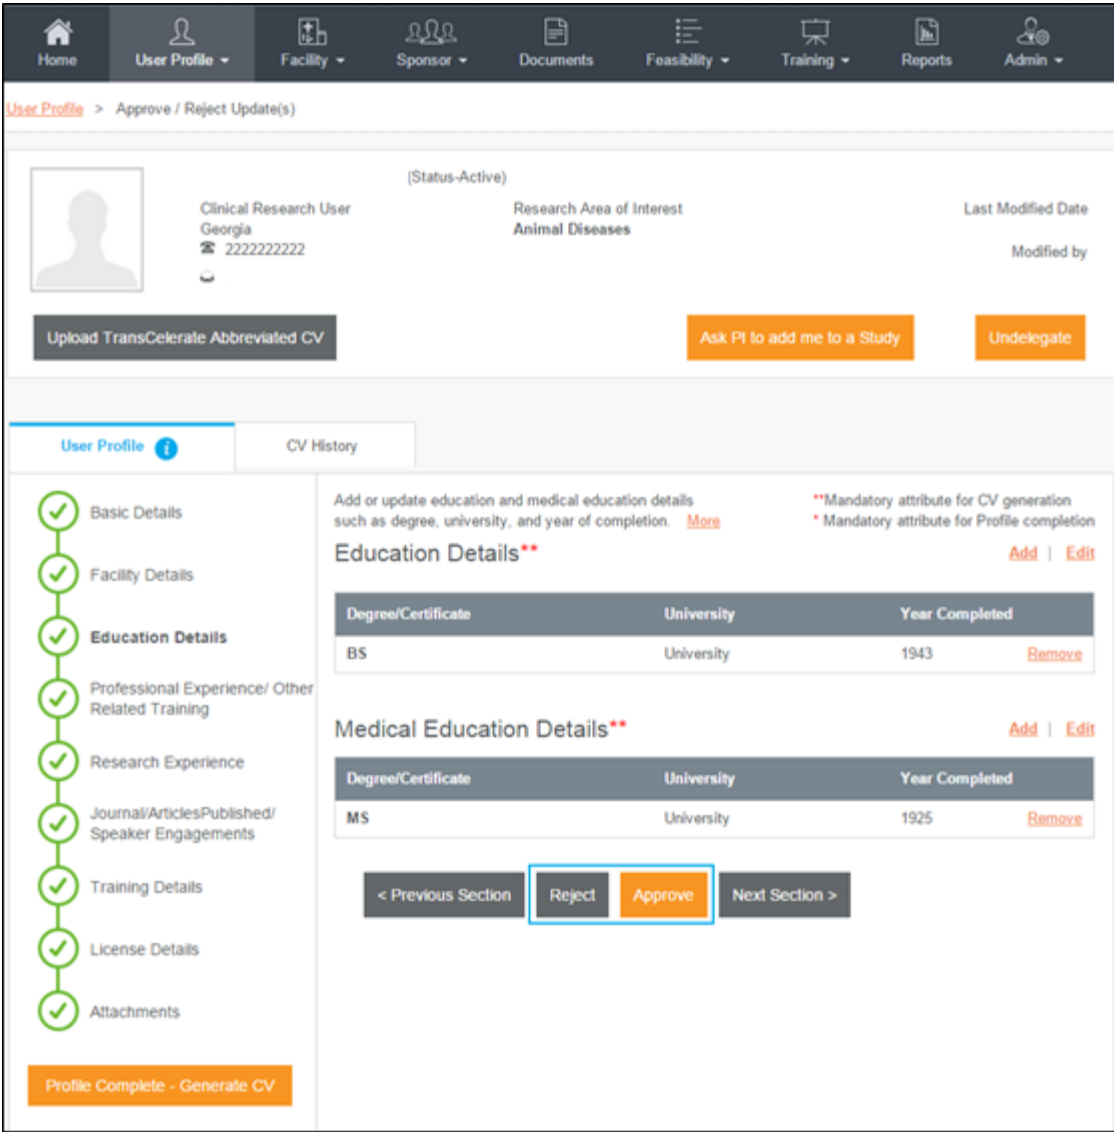 Home
User Profile
Facility
Sponsor
Documents
Feasibility
Training
Reports
Admin
User Profile > Approve / Reject Update(s)
(Status-Active)
Clinical Research User
Georgia
2222222222
Research Area of Interest
Animal Diseases
Last Modified Date
Modified by
Upload TransCelerate Abbreviated CV
Ask PI to add me to a Study
Undelegate
User Profile i
CV History
Basic Details
Facility Details
Education Details
Professional Experience/ Other
Related Training
Research Experience
Journal/ArticlesPublished/
Speaker Engagements
Training Details
License Details
Attachments
Profile Complete - Generate CV
Add or update education and medical education details
such as degree, university, and year of completion. More
**Mandatory attribute for CV generation
* Mandatory attribute for Profile completion
Education Details**
Add | Edit
Degree/Certificate University Year Completed
BS University 1943 Remove
Medical Education Details**
Add | Edit
Degree/Certificate University Year Completed
MS University 1925 Remove
< Previous Section
Reject
Approve
Next Section >